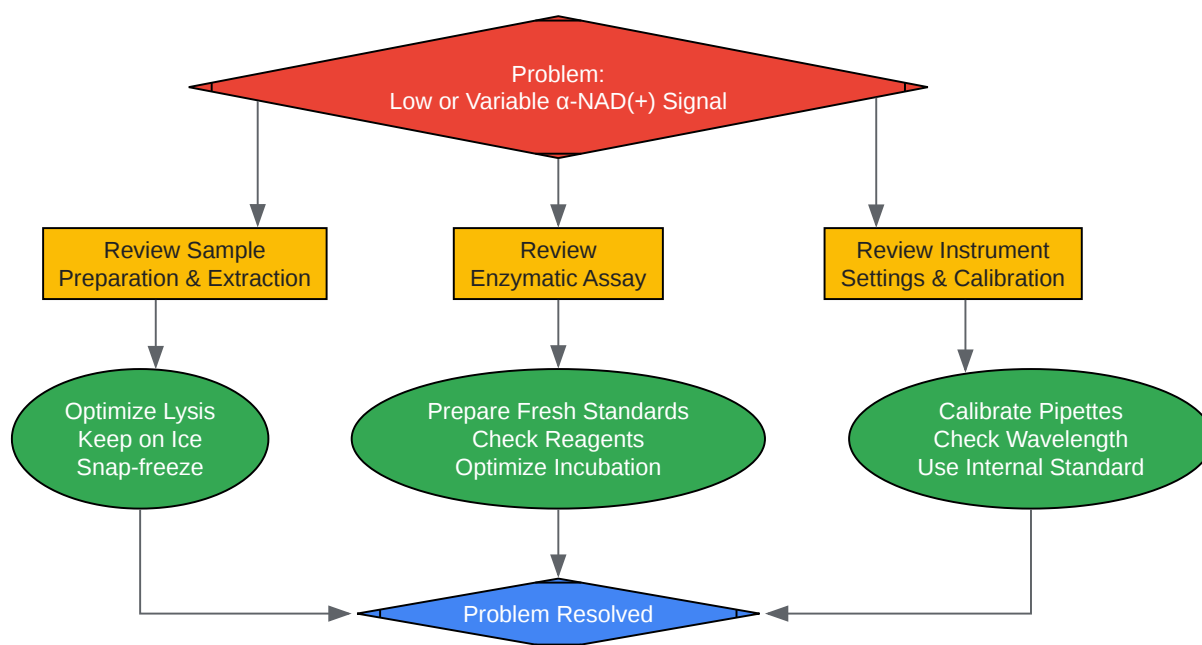 Problem:
Low or Variable α-NAD(+) Signal
Review Sample
Preparation & Extraction
Review
Enzymatic Assay
Review Instrument
Settings & Calibration
Optimize Lysis
Keep on Ice
Snap-freeze
Prepare Fresh Standards
Check Reagents
Optimize Incubation
Calibrate Pipettes
Check Wavelength
Use Internal Standard
Problem Resolved